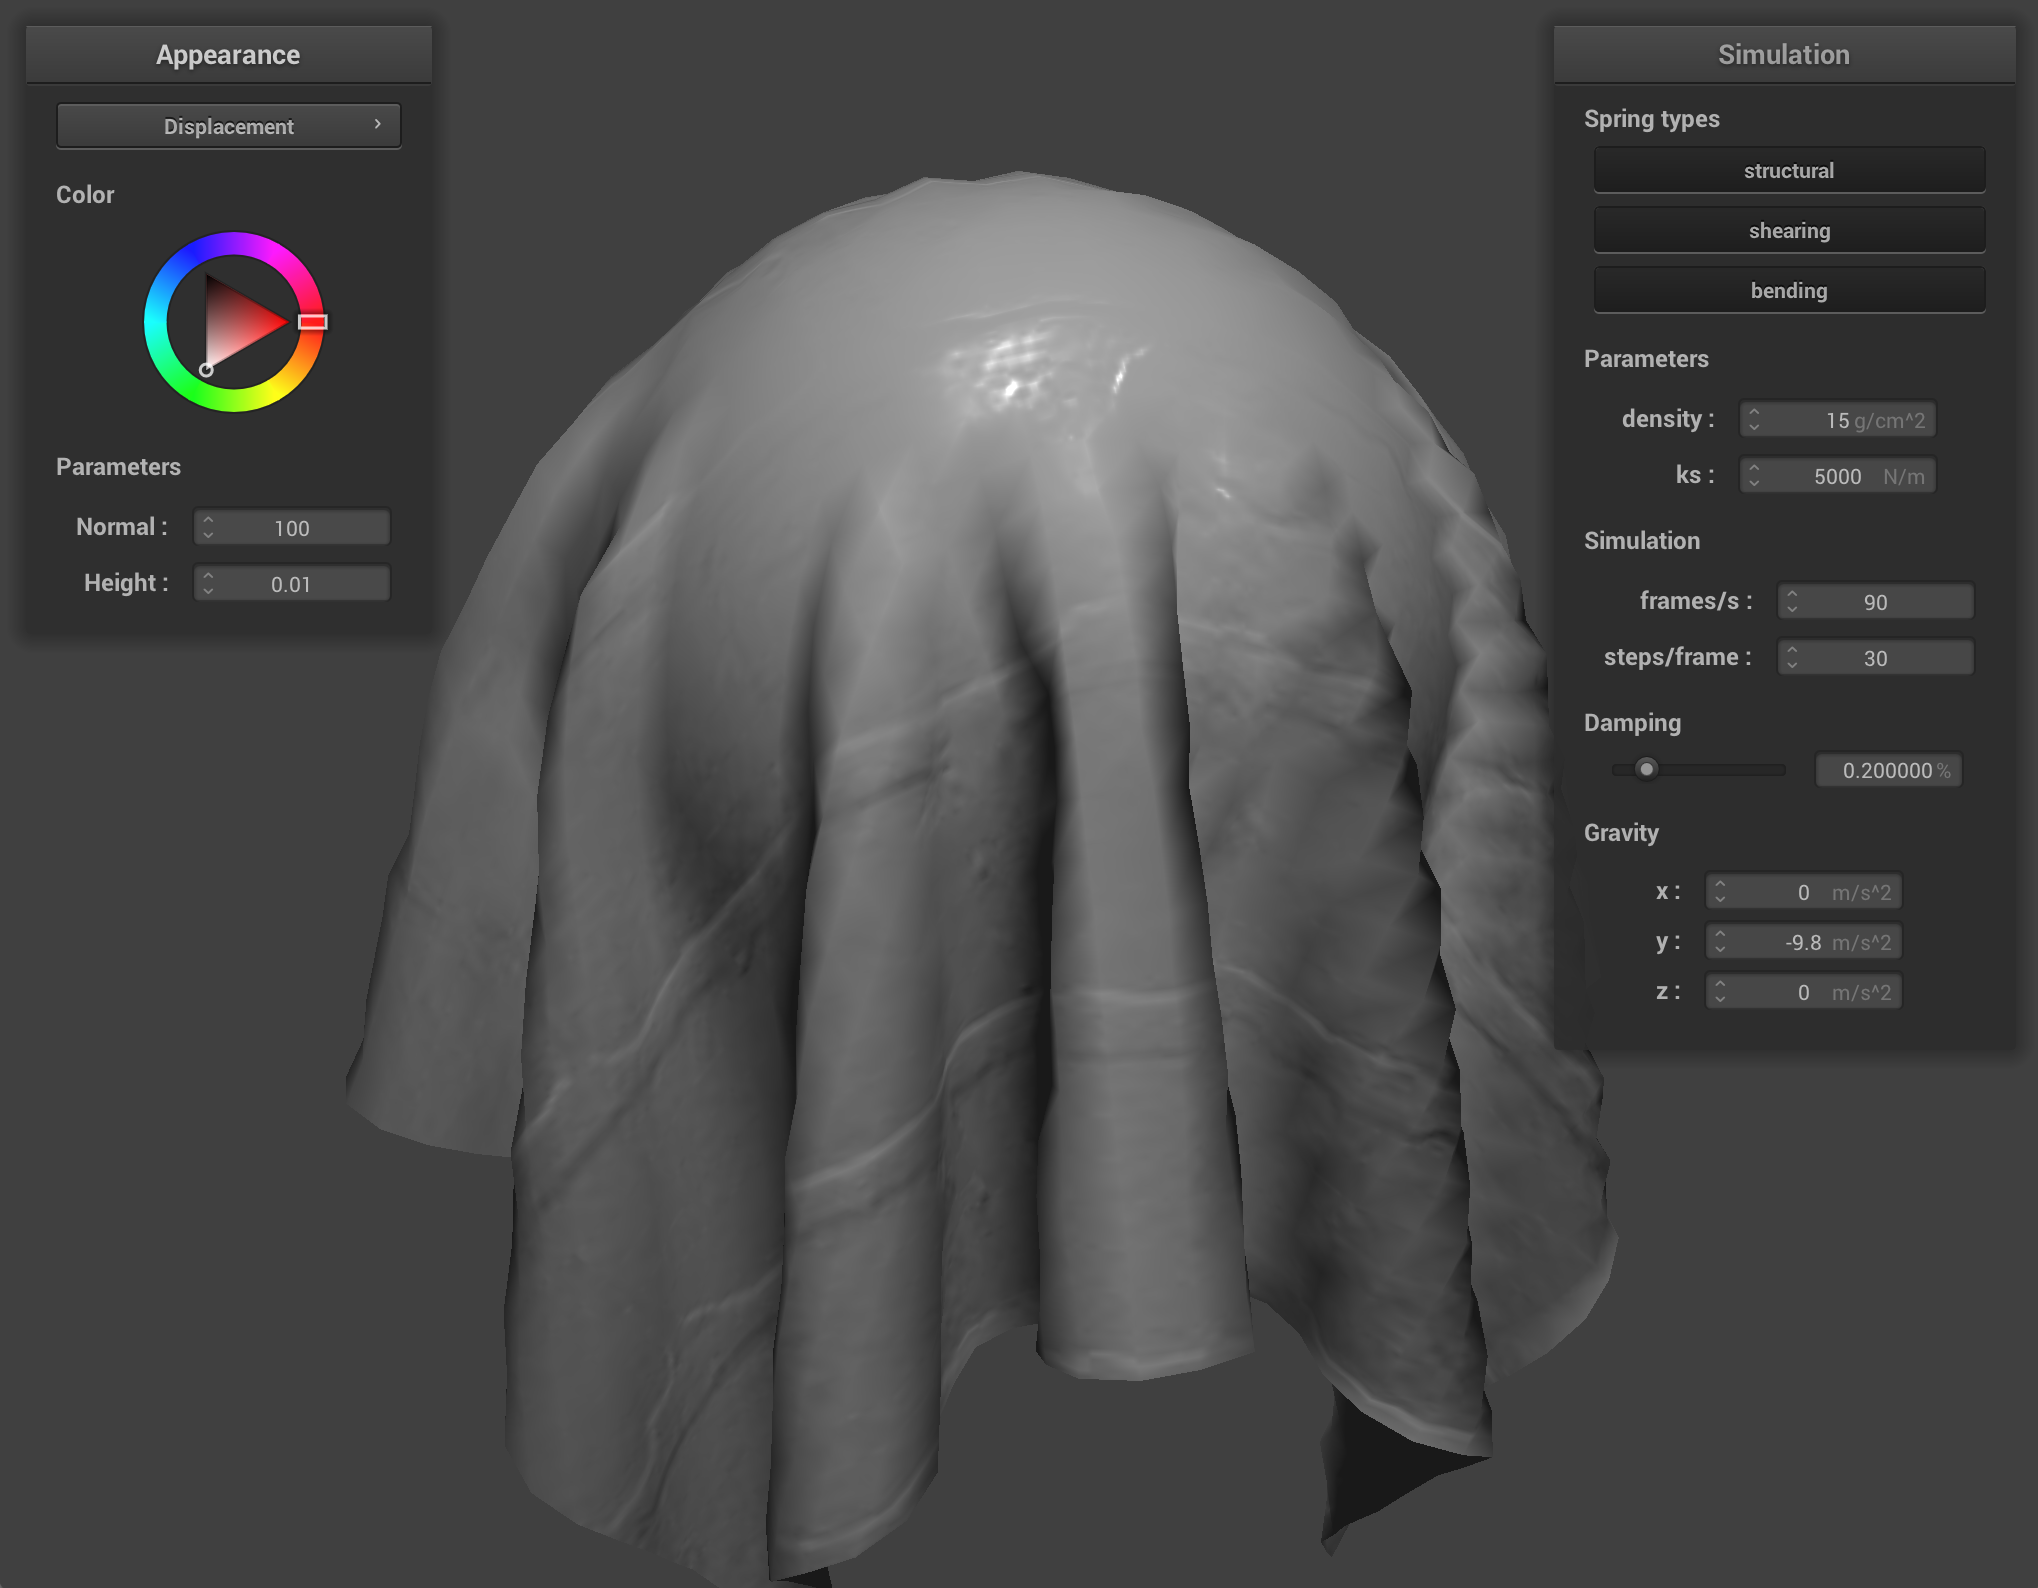 Appearance
Displacement
Color
Parameters
Normal : 100
Height : 0.01
Simulation
Spring types
structural
shearing
bending
Parameters
density : 15 g/cm^2
ks : 5000 N/m
Simulation
frames/s : 90
steps/frame : 30
Damping
0.200000 %
Gravity
x : 0 m/s^2
y : -9.8 m/s^2
z : 0 m/s^2